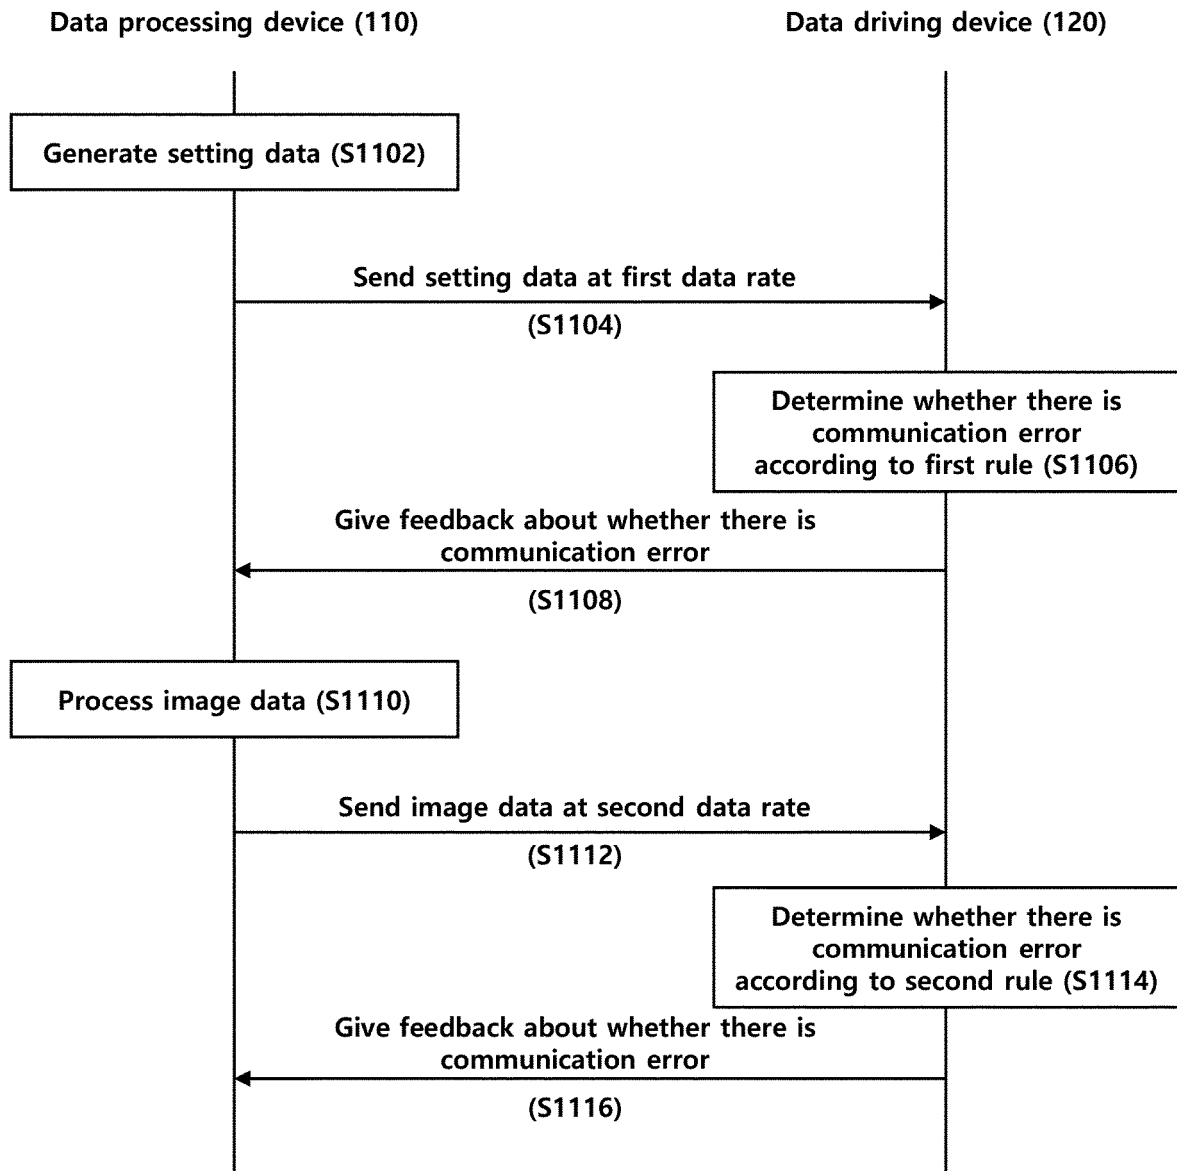 Data processing device (110)
Data driving device (120)
Generate setting data (S1102)
Send setting data at first data rate
(S1104)
Determine whether there is
communication error
according to first rule (S1106)
Give feedback about whether there is
communication error
(S1108)
Process image data (S1110)
Send image data at second data rate
(S1112)
Determine whether there is
communication error
according to second rule (S1114)
Give feedback about whether there is
communication error
(S1116)